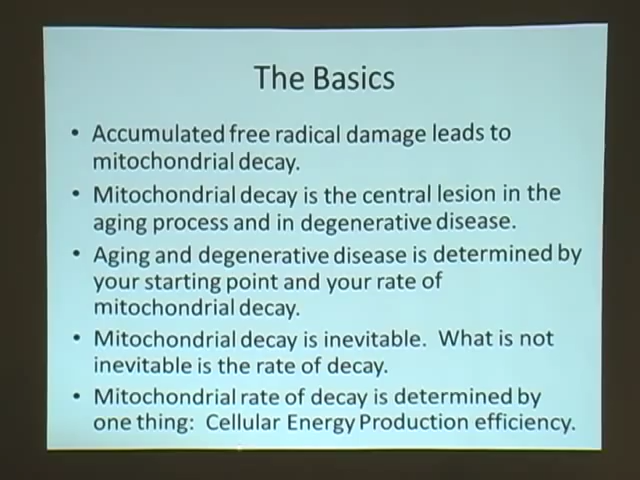 The Basics
• Accumulated free radical damage leads to
mitochondrial decay.
• Mitochondrial decay is the central lesion in the
aging process and in degenerative disease.
• Aging and degenerative disease is determined by
your starting point and your rate of
mitochondrial decay.
• Mitochondrial decay is inevitable.  What is not
inevitable is the rate of decay.
• Mitochondrial rate of decay is determined by
one thing:  Cellular Energy Production efficiency.